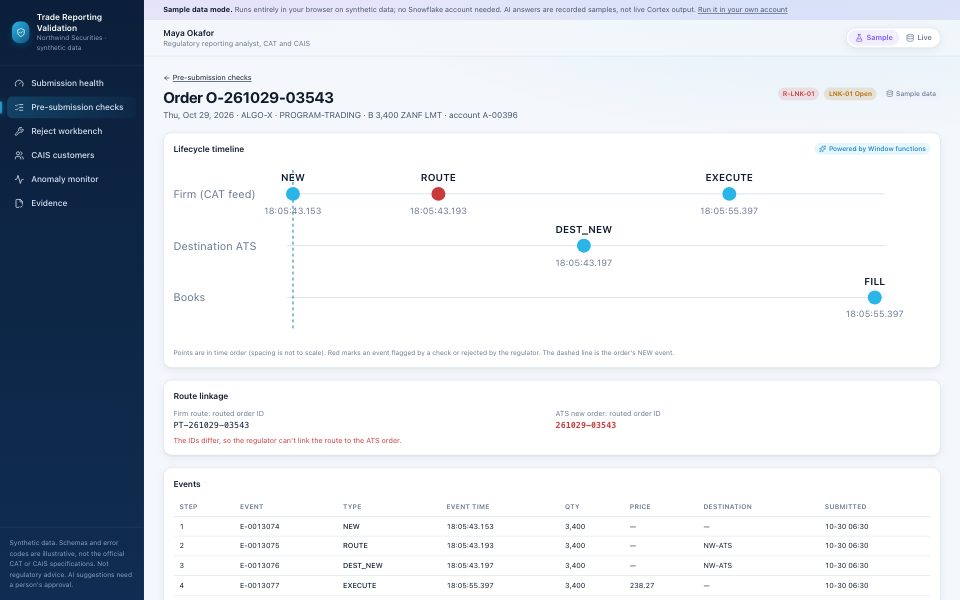 Trade Reporting
Validation
Northwind Securities ·
synthetic data
Submission health
Pre-submission checks
Reject workbench
CAIS customers
Anomaly monitor
Evidence
Synthetic data. Schemas and error
codes are illustrative, not the official
CAT or CAIS specifications. Not
regulatory advice. AI suggestions need
a person's approval.
Sample data mode. Runs entirely in your browser on synthetic data; no Snowflake account needed. AI answers are recorded samples, not live Cortex output. Run it in your own account
Maya Okafor
Regulatory reporting analyst, CAT and CAIS
Sample Live
← Pre-submission checks
Order O-261029-03543
R-LNK-01 LNK-01 Open Sample data
Thu, Oct 29, 2026 · ALGO-X · PROGRAM-TRADING · B 3,400 ZANF LMT · account A-00396
Lifecycle timeline
Powered by Window functions
NEW ROUTE EXECUTE
Firm (CAT feed)
18:05:43.153 18:05:43.193 18:05:55.397
DEST_NEW
Destination ATS
18:05:43.197
FILL
Books
18:05:55.397
Points are in time order (spacing is not to scale). Red marks an event flagged by a check or rejected by the regulator. The dashed line is the order's NEW event.
Route linkage
Firm route: routed order ID ATS new order: routed order ID
PT-261029-03543 261029-03543
The IDs differ, so the regulator can't link the route to the ATS order.
Events
STEP EVENT TYPE EVENT TIME QTY PRICE DESTINATION SUBMITTED
1 E-0013074 NEW 18:05:43.153 3,400 — — 10-30 06:30
2 E-0013075 ROUTE 18:05:43.193 3,400 — NW-ATS 10-30 06:30
3 E-0013076 DEST_NEW 18:05:43.197 3,400 — NW-ATS 10-30 06:30
4 E-0013077 EXECUTE 18:05:55.397 3,400 238.27 — 10-30 06:30